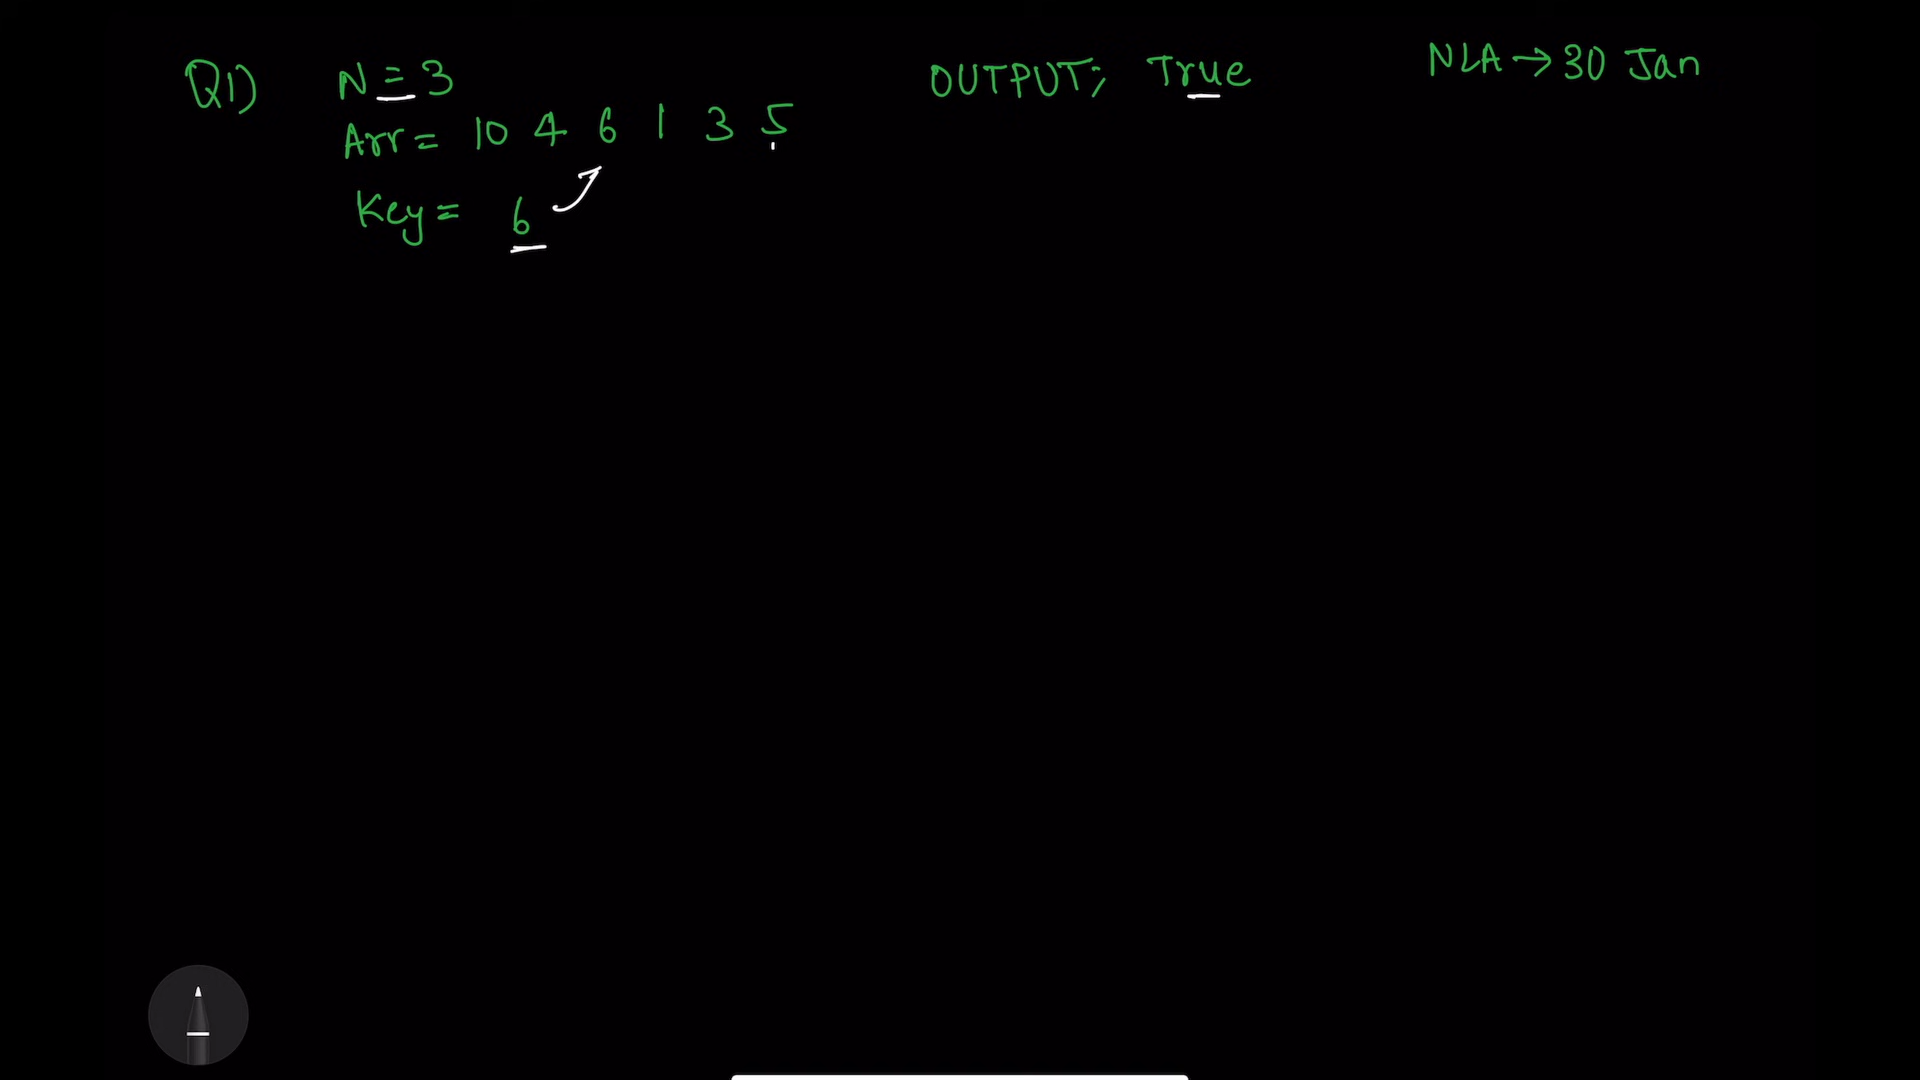 Q1) N = 3 OUTPUT; True NLA → 30 Jan
Arr = 10 4 6 1 3 5
Key = 6